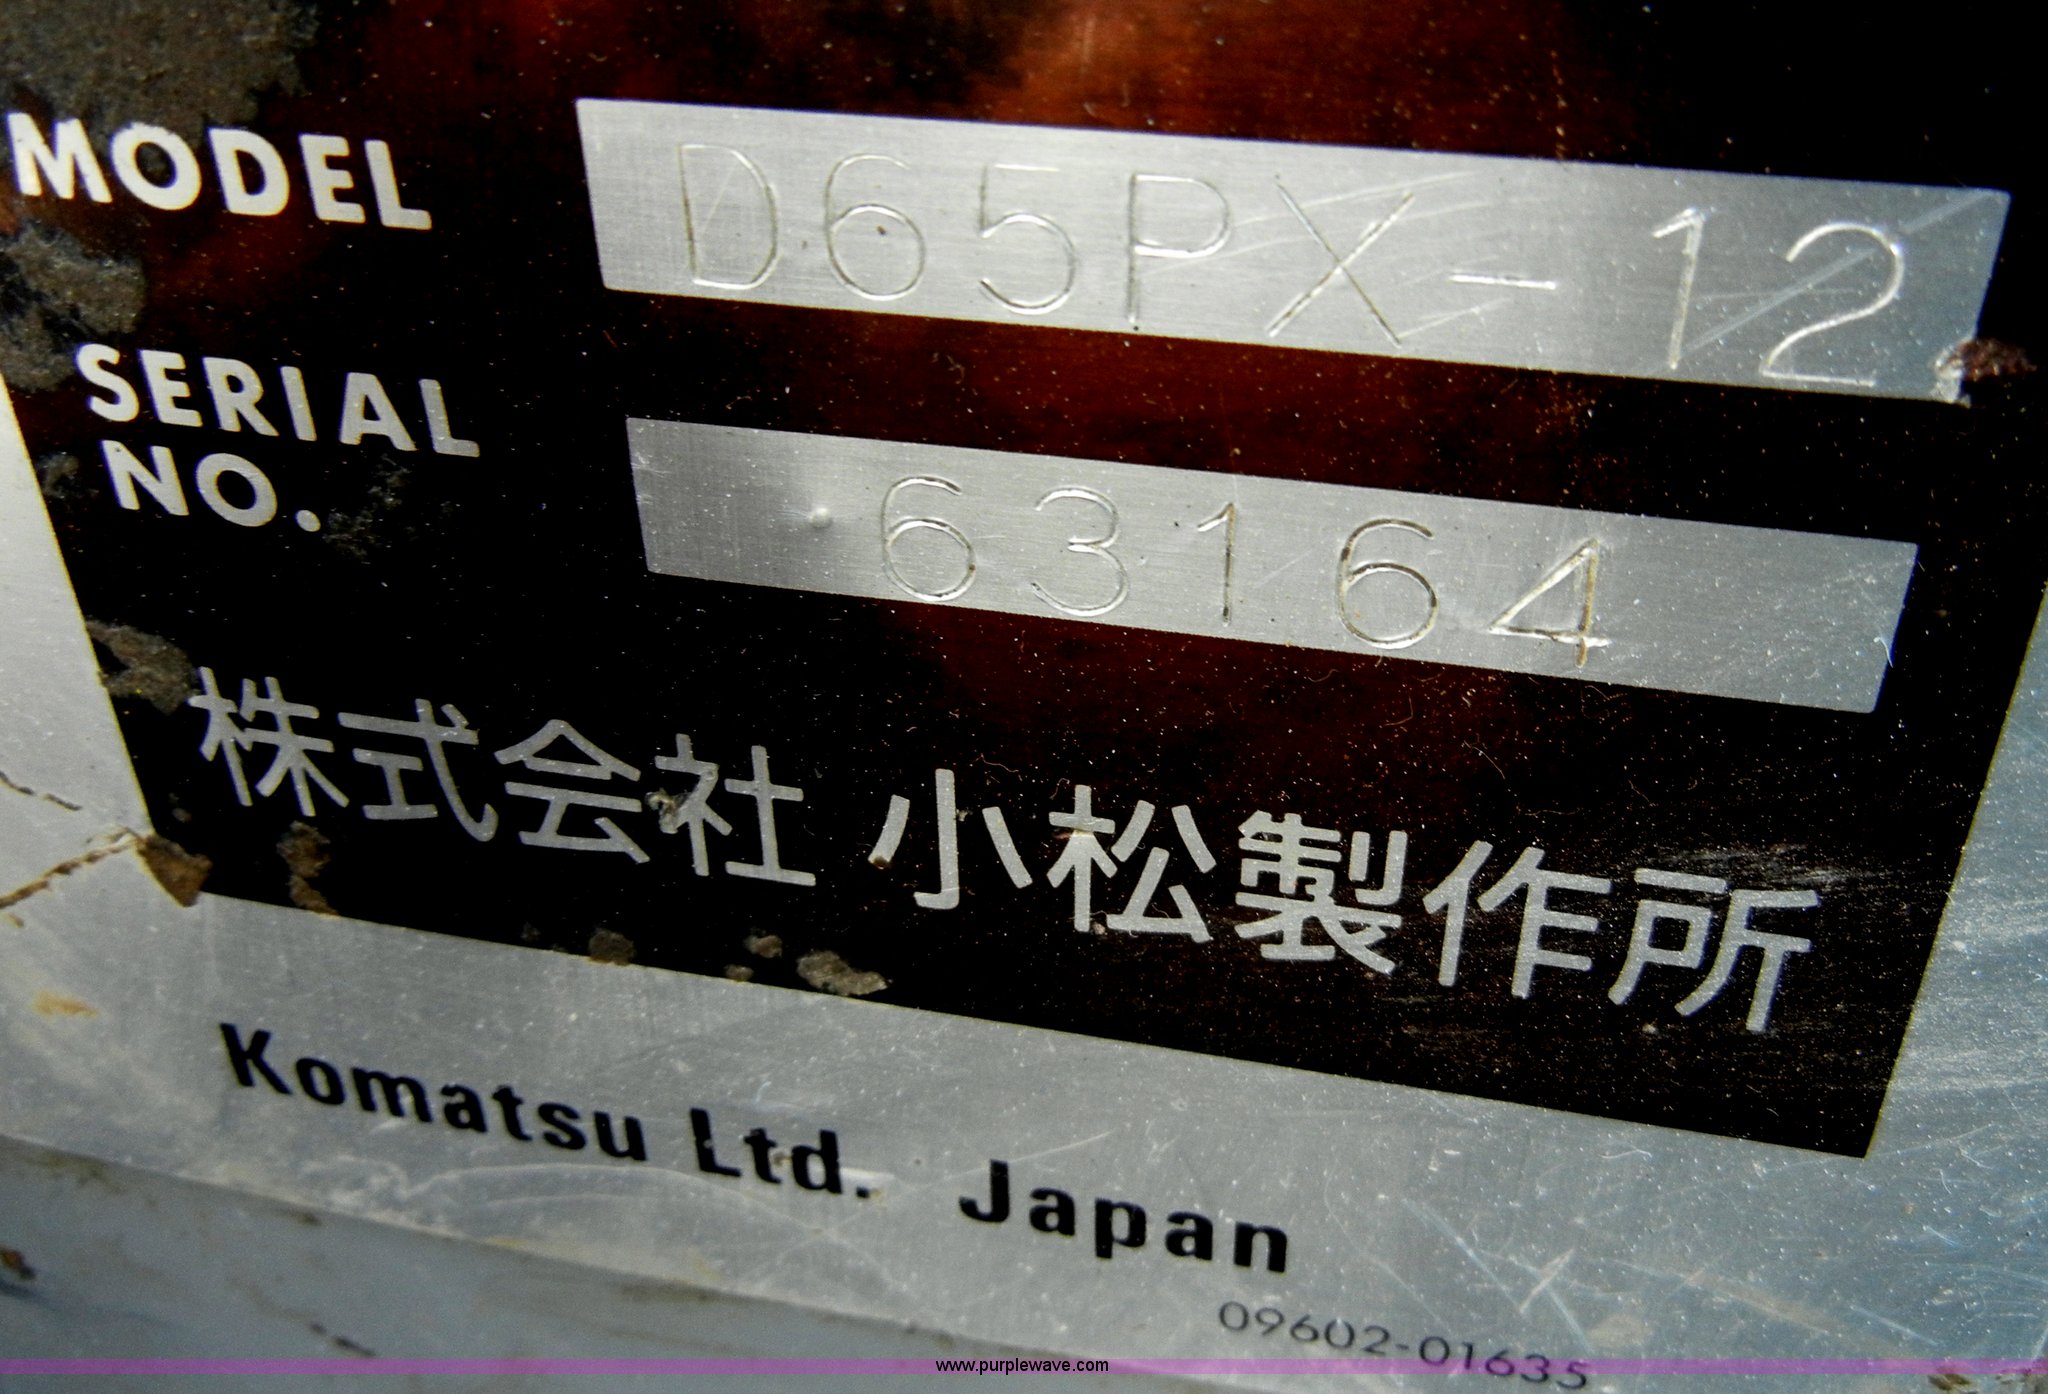 MODEL D65PX-12
SERIAL NO. 63164
株式会社 小松製作所
Komatsu Ltd. Japan
09602-01635
www.purplewave.com